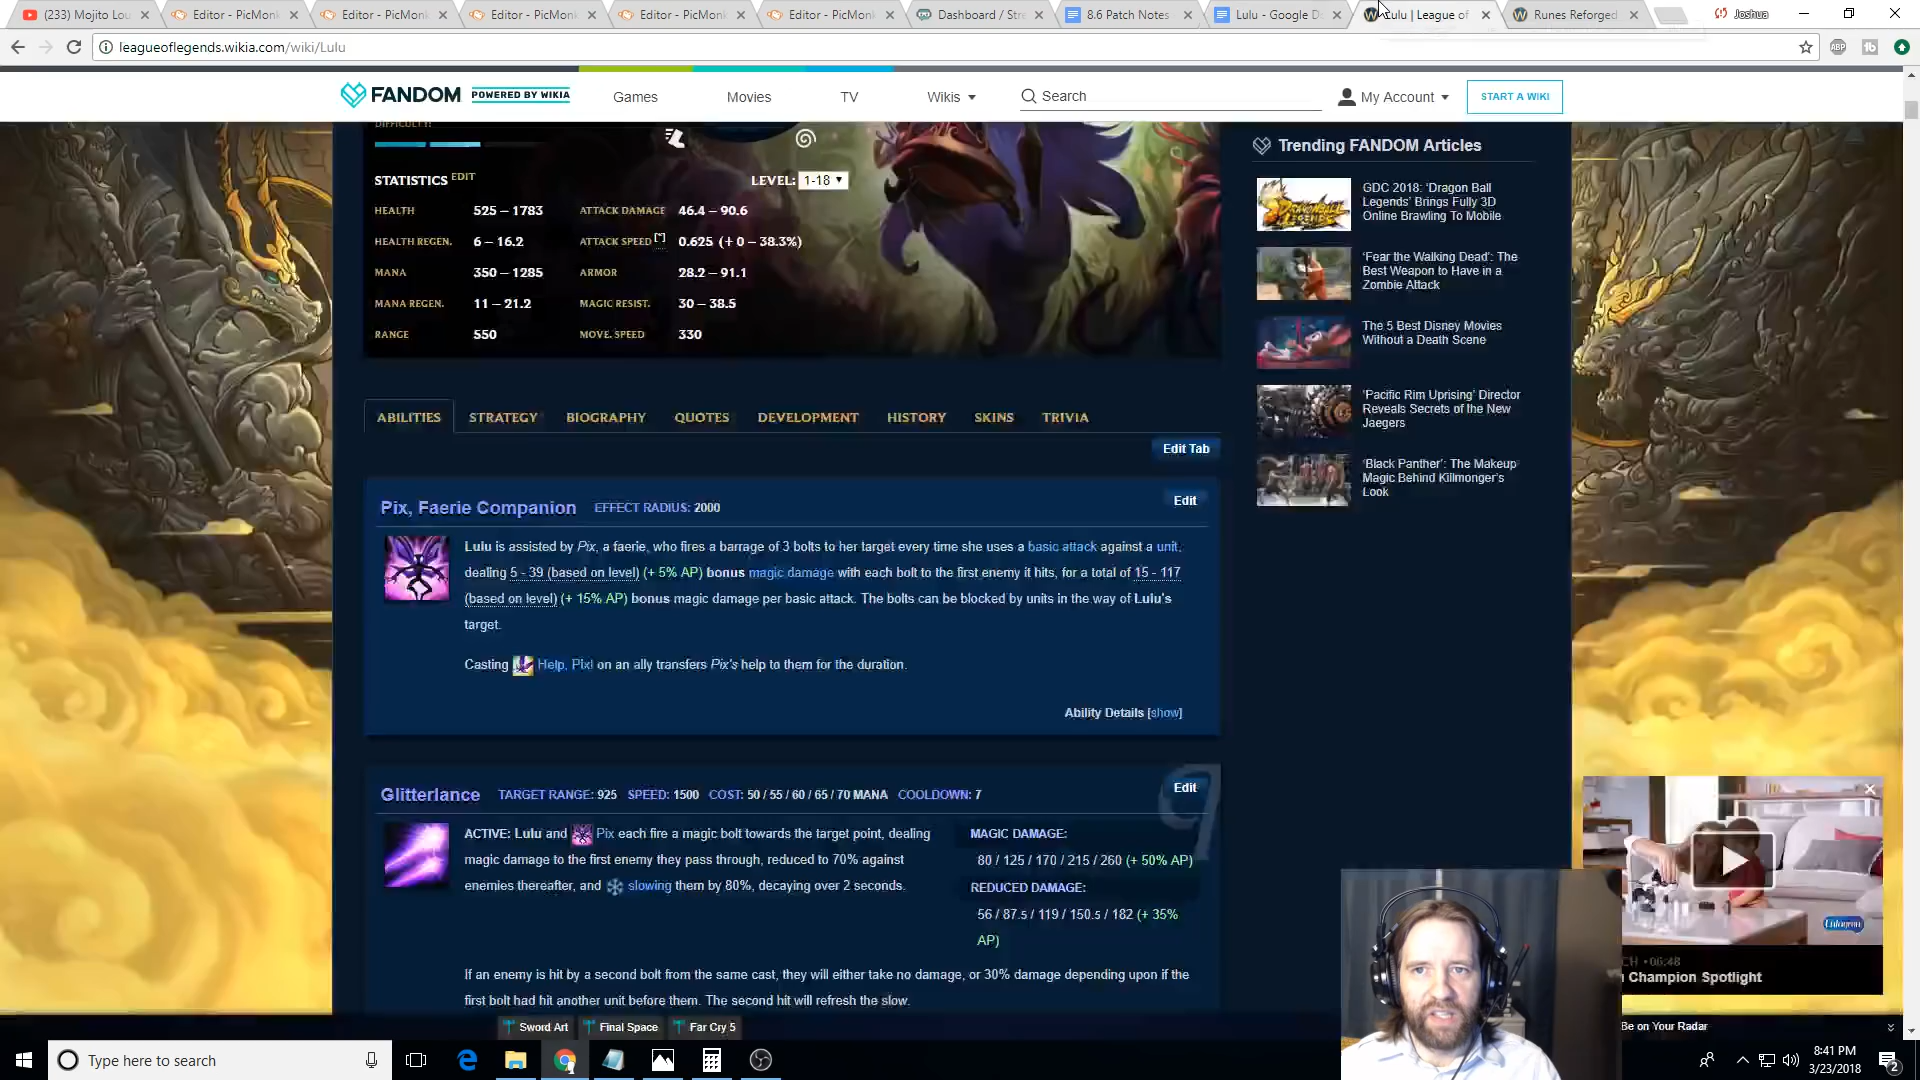 (233) Mojito Lou
Editor - PicMonk
Editor - PicMonk
Editor - PicMonk
Editor - PicMonk
Editor - PicMonk
Dashboard / Stre
8.6 Patch Notes
Lulu - Google D
Lulu | League of
Runes Reforged
Joshua
leagueoflegends.wikia.com/wiki/Lulu
ABP
FANDOM POWERED BY WIKIA
Games
Movies
TV
Wikis
Search
My Account
START A WIKI
DIFFICULTY:
STATISTICS EDIT
LEVEL: 1-18
HEALTH 525 – 1783 ATTACK DAMAGE 46.4 – 90.6
HEALTH REGEN. 6 – 16.2 ATTACK SPEED [*] 0.625 (+ 0 – 38.3%)
MANA 350 – 1285 ARMOR 28.2 – 91.1
MANA REGEN. 11 – 21.2 MAGIC RESIST. 30 – 38.5
RANGE 550 MOVE. SPEED 330
ABILITIES STRATEGY BIOGRAPHY QUOTES DEVELOPMENT HISTORY SKINS TRIVIA
Edit Tab
Pix, Faerie Companion EFFECT RADIUS: 2000
Edit
Lulu is assisted by Pix, a faerie, who fires a barrage of 3 bolts to her target every time she uses a basic attack against a unit,
dealing 5 - 39 (based on level) (+ 5% AP) bonus magic damage with each bolt to the first enemy it hits, for a total of 15 - 117
(based on level) (+ 15% AP) bonus magic damage per basic attack. The bolts can be blocked by units in the way of Lulu's
target.
Casting Help, Pix! on an ally transfers Pix's help to them for the duration.
Ability Details [show]
Glitterlance TARGET RANGE: 925 SPEED: 1500 COST: 50 / 55 / 60 / 65 / 70 MANA COOLDOWN: 7
Edit
ACTIVE: Lulu and Pix each fire a magic bolt towards the target point, dealing
magic damage to the first enemy they pass through, reduced to 70% against
enemies thereafter, and slowing them by 80%, decaying over 2 seconds.
MAGIC DAMAGE:
80 / 125 / 170 / 215 / 260 (+ 50% AP)
REDUCED DAMAGE:
56 / 87.5 / 119 / 150.5 / 182 (+ 35%
AP)
If an enemy is hit by a second bolt from the same cast, they will either take no damage, or 30% damage depending upon if the
first bolt had hit another unit before them. The second hit will refresh the slow.
Sword Art
Final Space
Far Cry 5
Trending FANDOM Articles
GDC 2018: 'Dragon Ball
Legends' Brings Fully 3D
Online Brawling To Mobile
'Fear the Walking Dead': The
Best Weapon to Have in a
Zombie Attack
The 5 Best Disney Movies
Without a Death Scene
'Pacific Rim Uprising' Director
Reveals Secrets of the New
Jaegers
'Black Panther': The Makeup
Magic Behind Killmonger's
Look
CH • 06:48
Champion Spotlight
Be on Your Radar
Type here to search
8:41 PM
3/23/2018
2